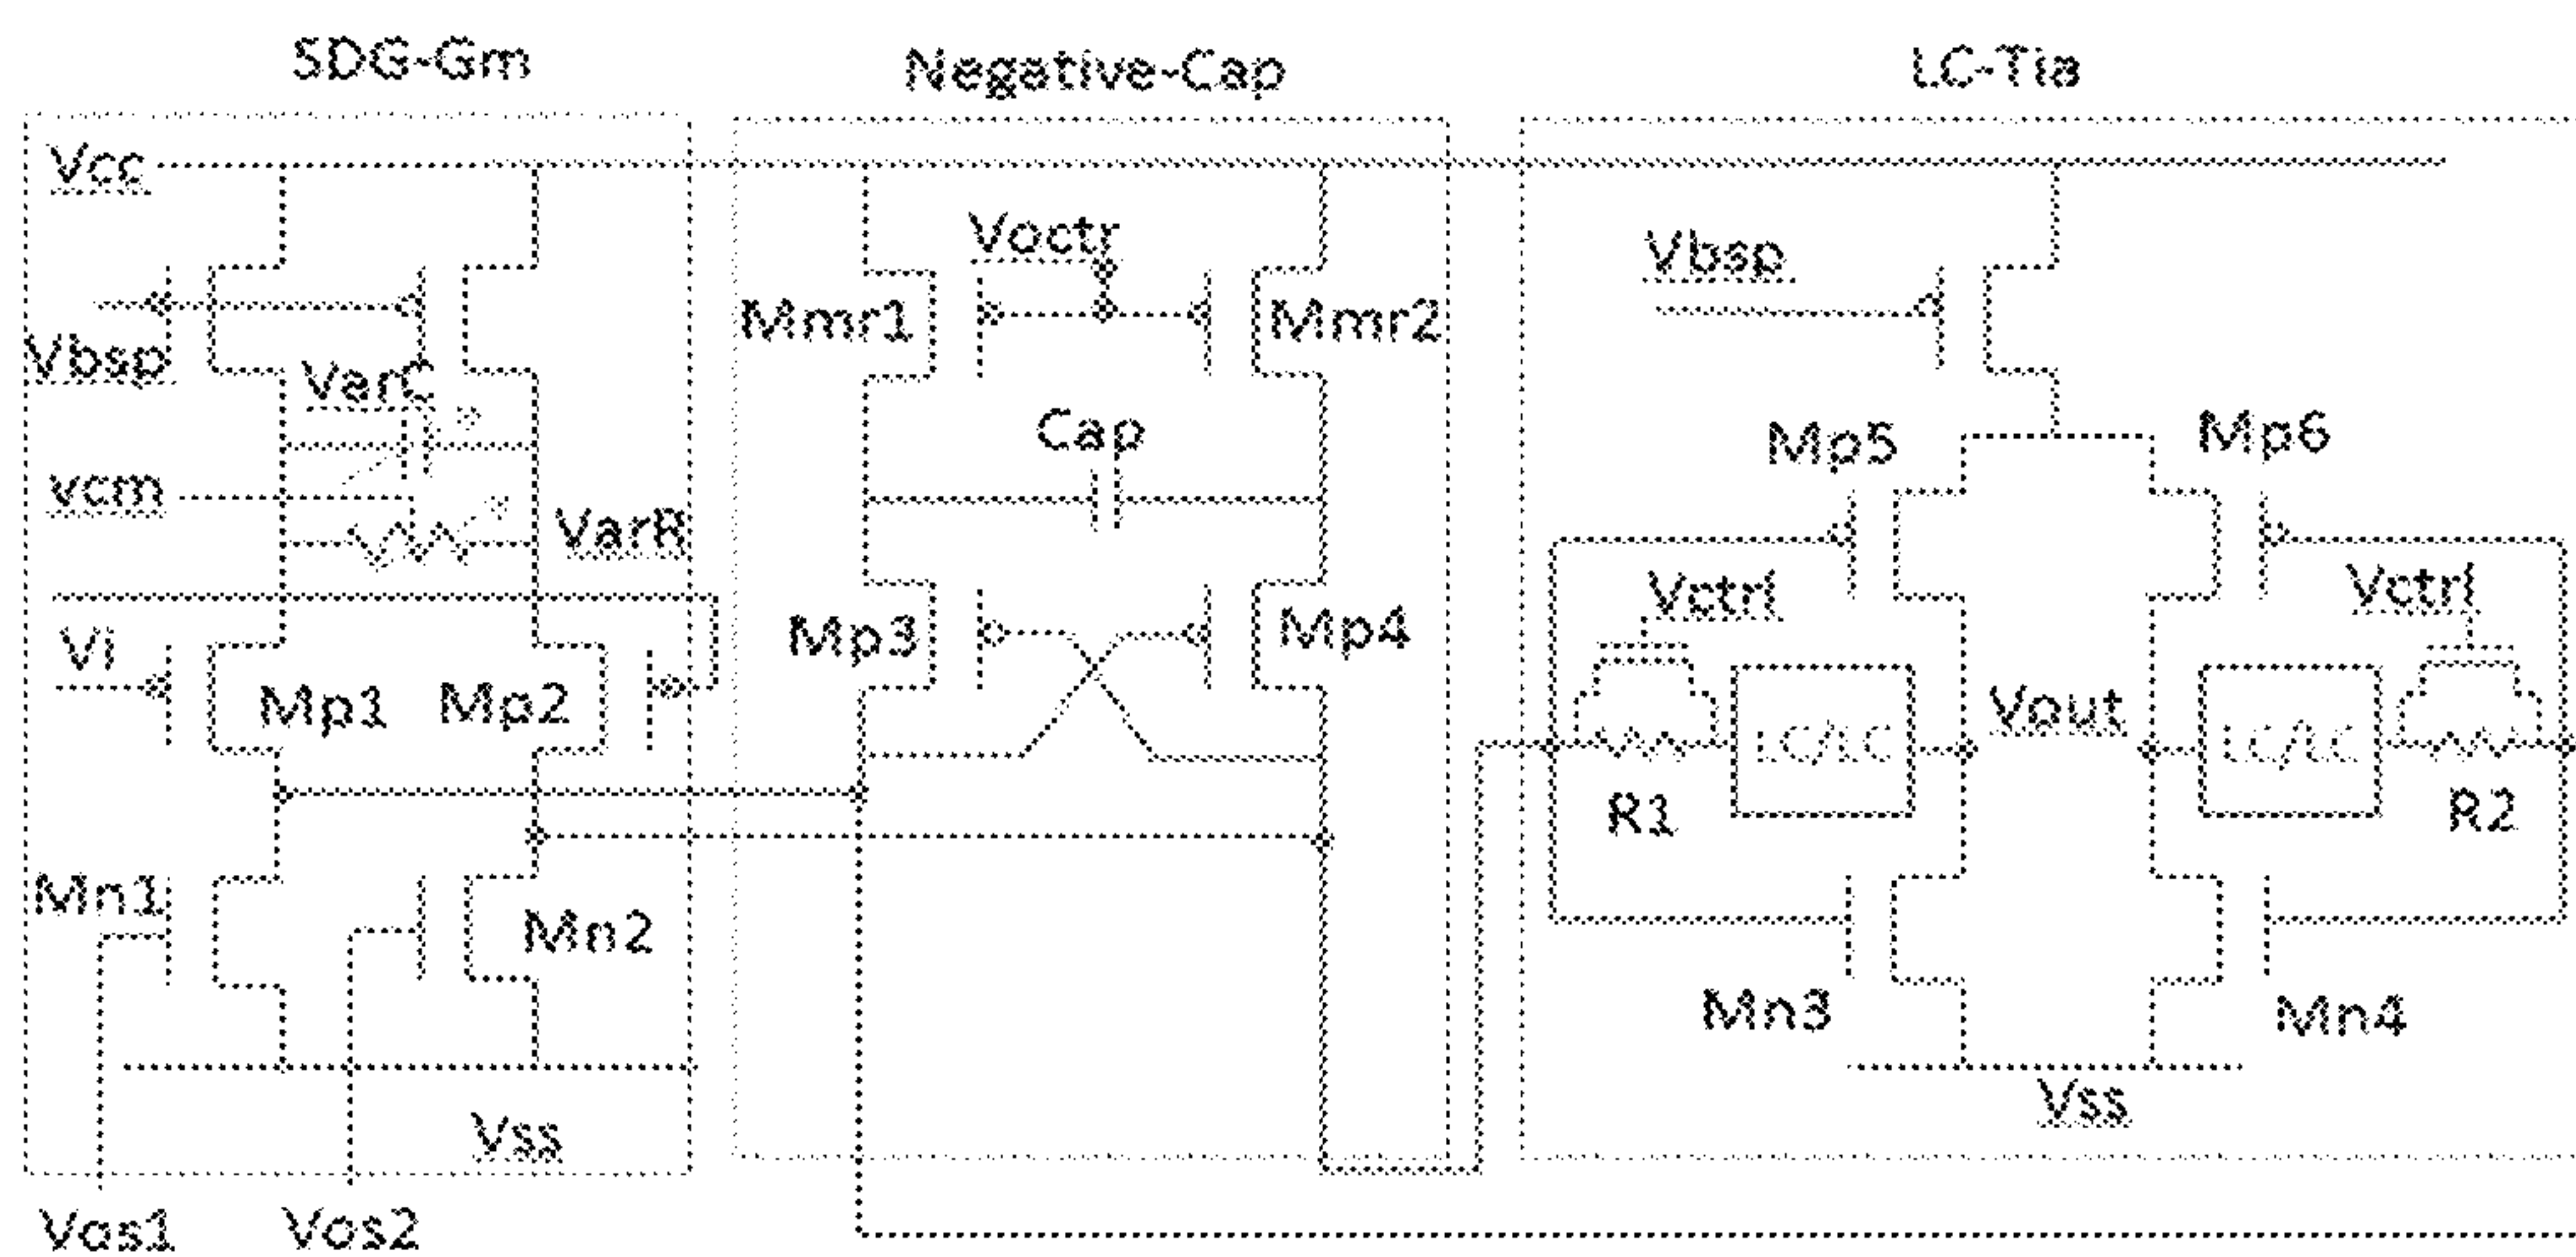 SDG-Gm
Negative-Cap
LC-Tia
Vcc
Vbsp
VarC
vcm
VarR
Vi
Mp1
Mp2
Mn1
Mn2
Vss
Vos1
Vos2
Voctr
Mmr1
Mmr2
Cap
Mp3
Mp4
Vbsp
Mp5
Mp6
Vctrl
Vctrl
LC/LC
Vout
LC/LC
R1
R2
Mn3
Mn4
Vss